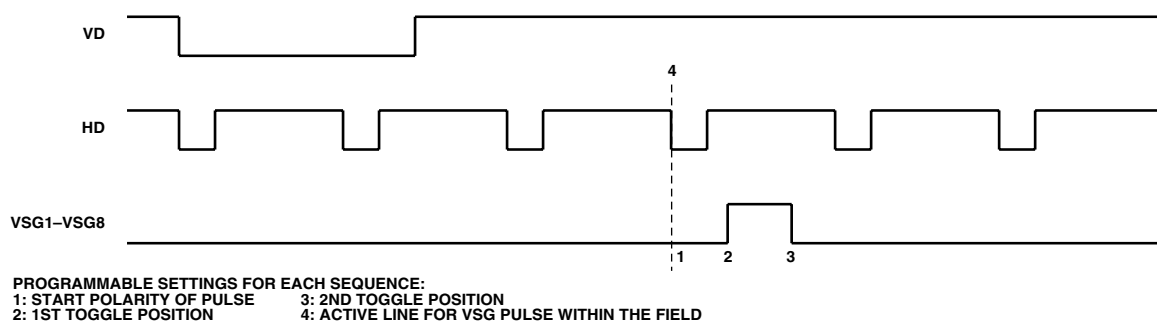 VD
4
HD
VSG1–VSG8
1 2 3
PROGRAMMABLE SETTINGS FOR EACH SEQUENCE:
1: START POLARITY OF PULSE 3: 2ND TOGGLE POSITION
2: 1ST TOGGLE POSITION 4: ACTIVE LINE FOR VSG PULSE WITHIN THE FIELD